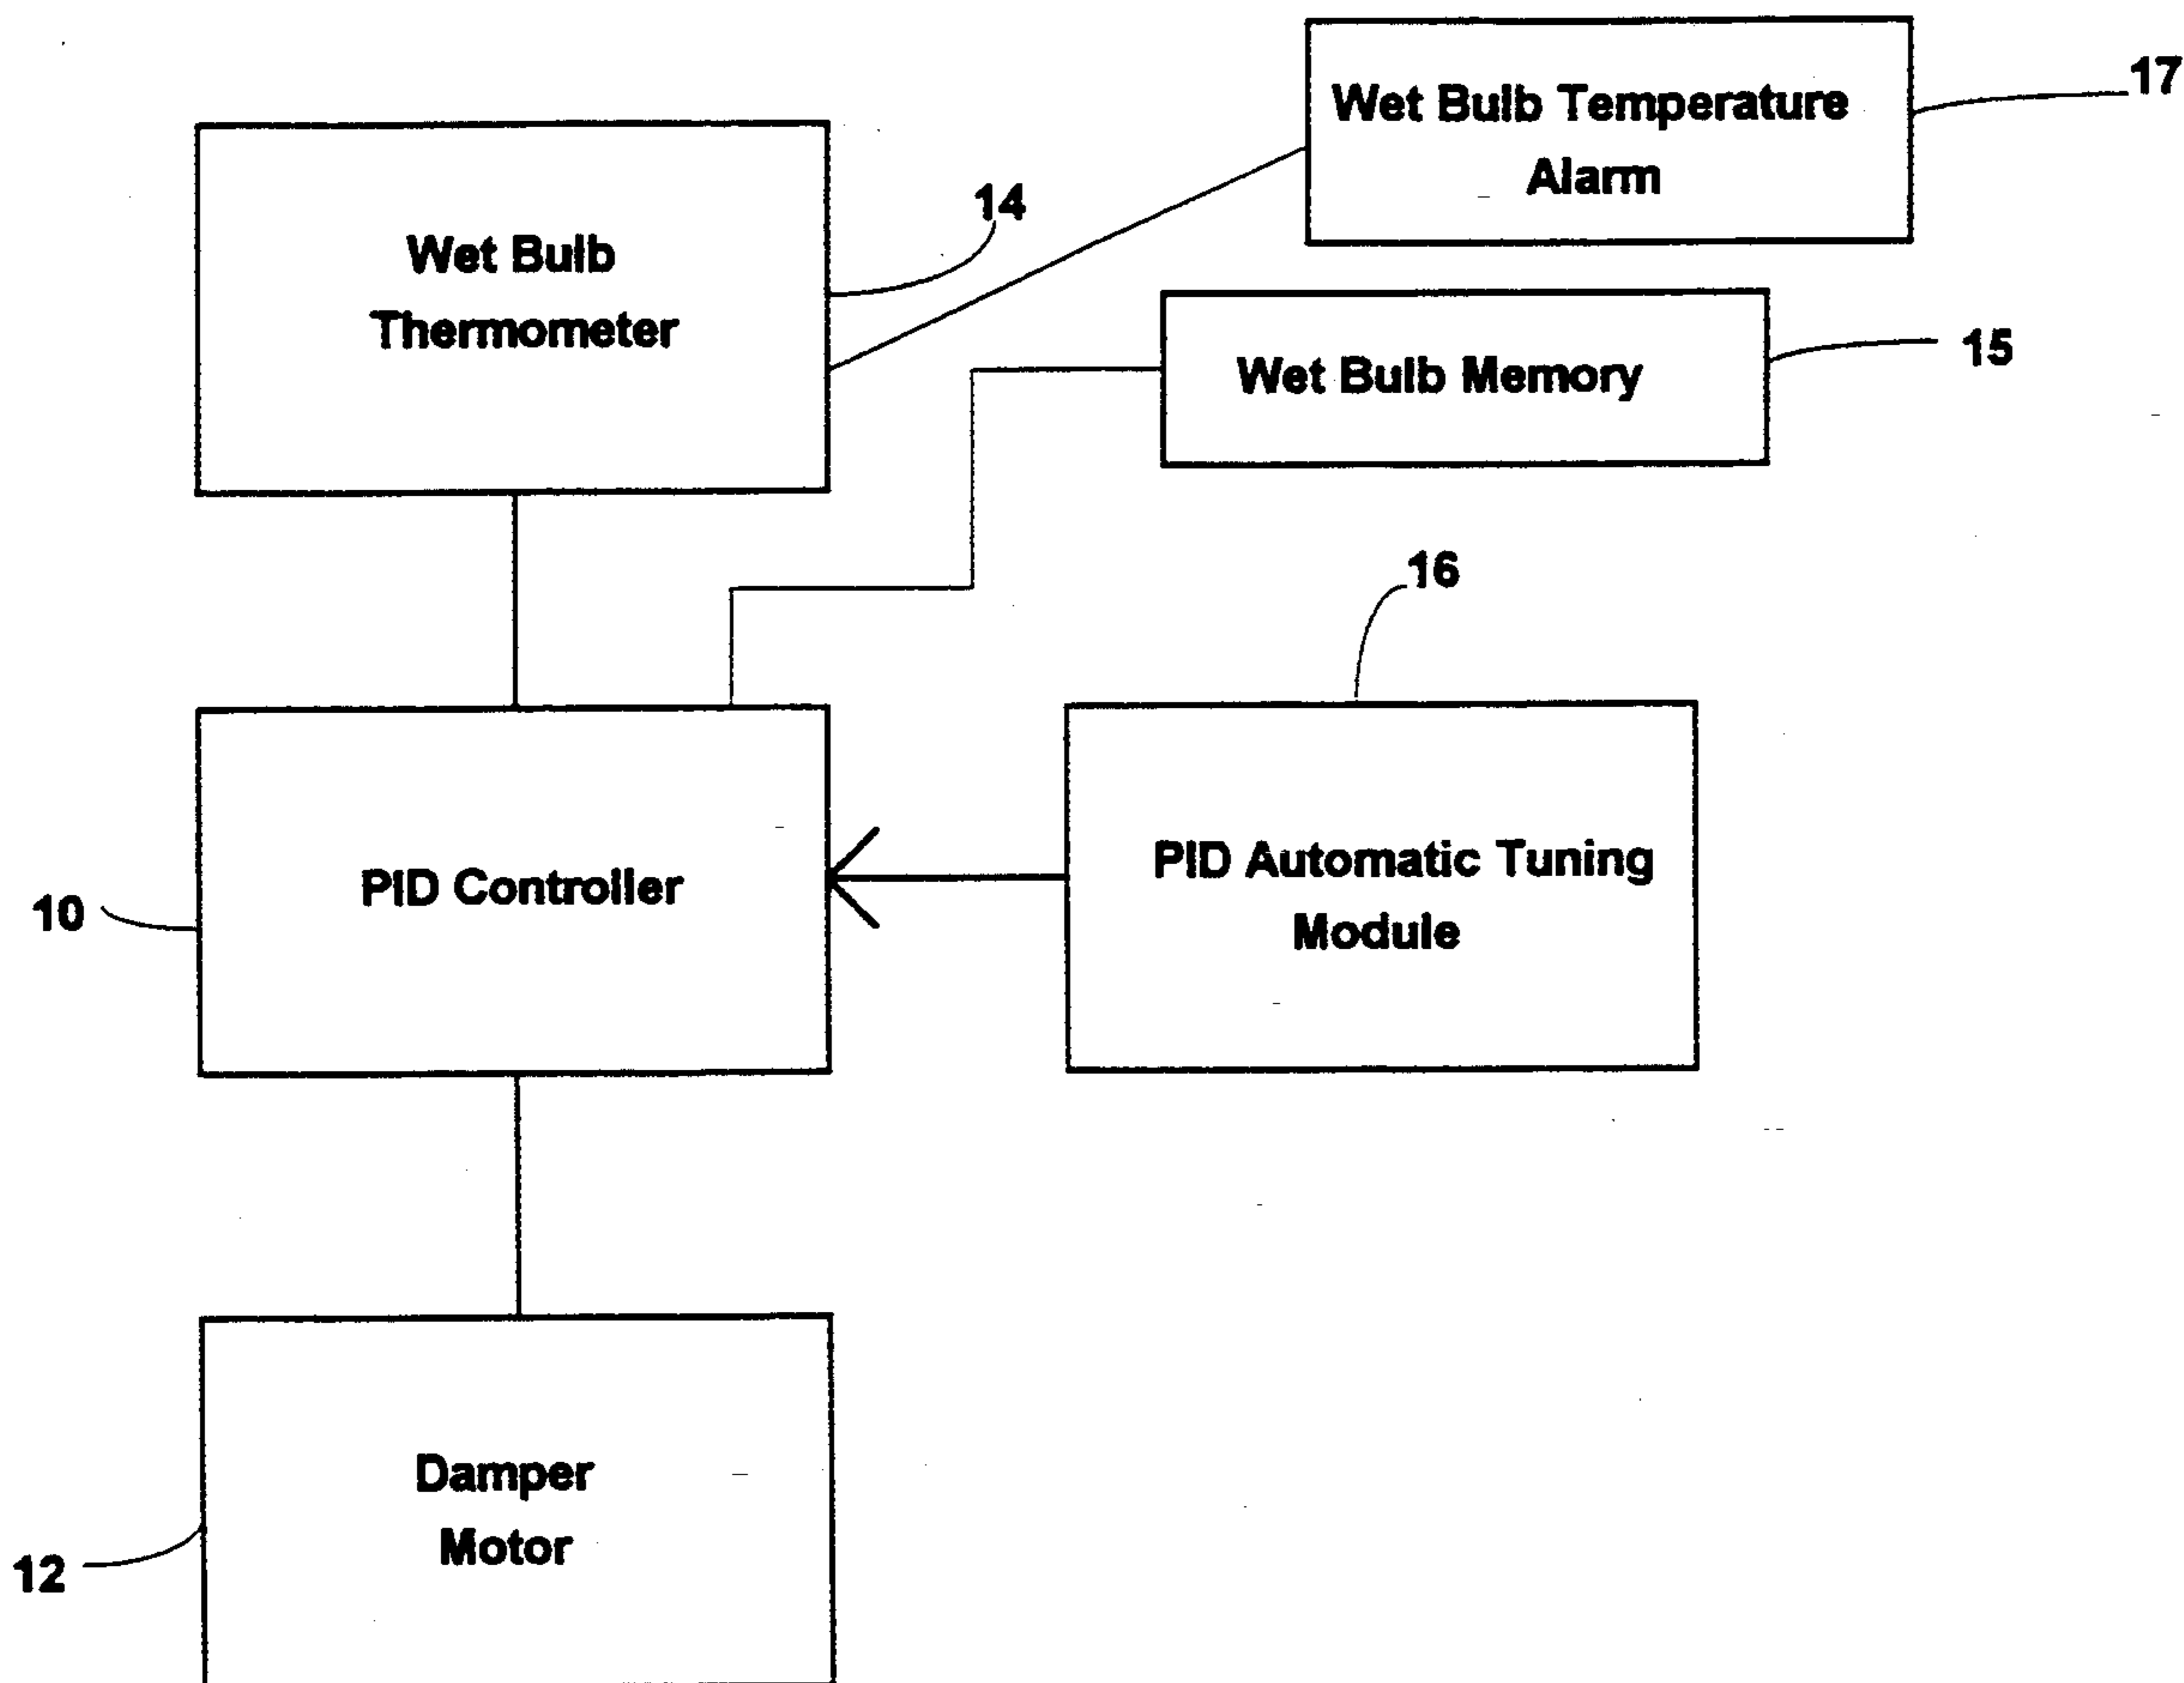 Wet Bulb Temperature
Alarm
17
Wet Bulb
Thermometer
14
Wet Bulb Memory
15
16
PID Controller
10
PID Automatic Tuning
Module
Damper
Motor
12